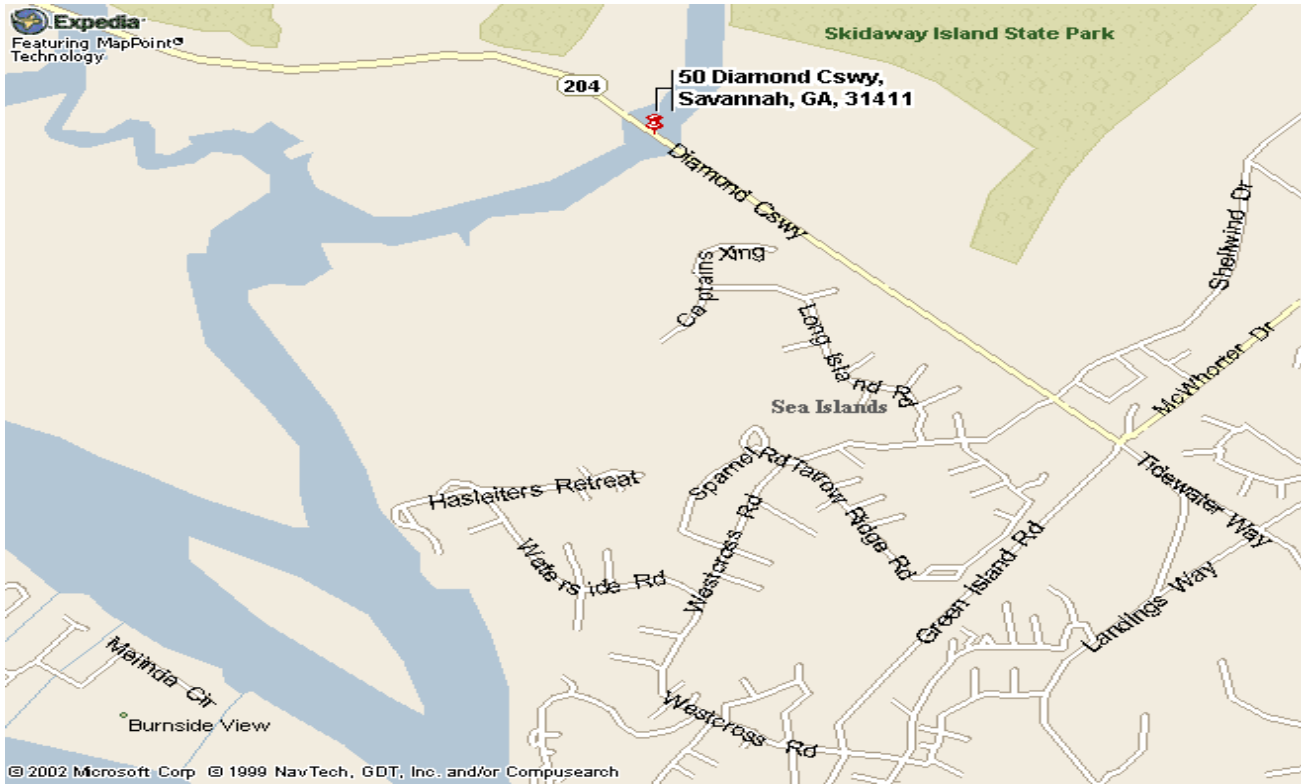 Expedia
Featuring MapPoint®
Technology
Skidaway Island State Park
204
50 Diamond Cswy,
Savannah, GA, 31411
Diamond Cswy
Shellwind Dr
Captains Xing
Long Island Rd
McWhorter Dr
Sea Islands
Hasleiters Retreat
Spamel Rd
Tarrow Ridge Rd
Tidewater Way
Waterside Rd
Westcross Rd
Green Island Rd
Landings Way
Melinda Cir
Westcross Rd
Burnside View
© 2002 Microsoft Corp © 1999 NavTech, GDT, Inc. and/or Compusearch